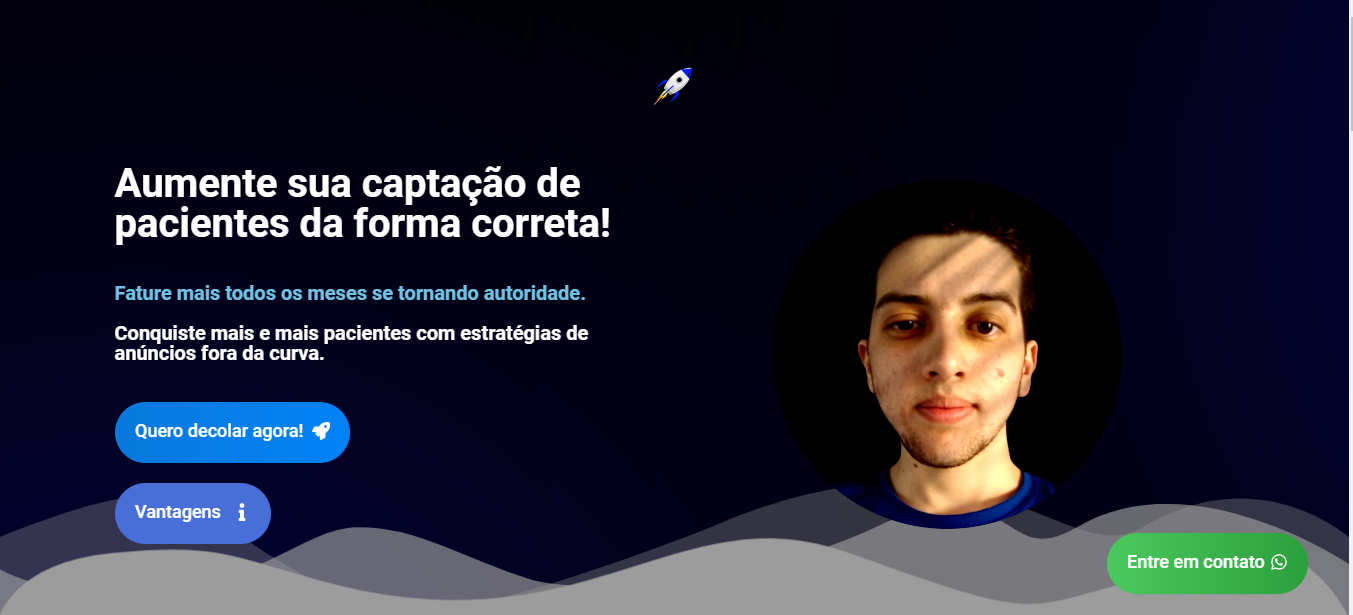 Aumente sua captação de
pacientes da forma correta!
Fature mais todos os meses se tornando autoridade.
Conquiste mais e mais pacientes com estratégias de
anúncios fora da curva.
Quero decolar agora!
Vantagens
Entre em contato